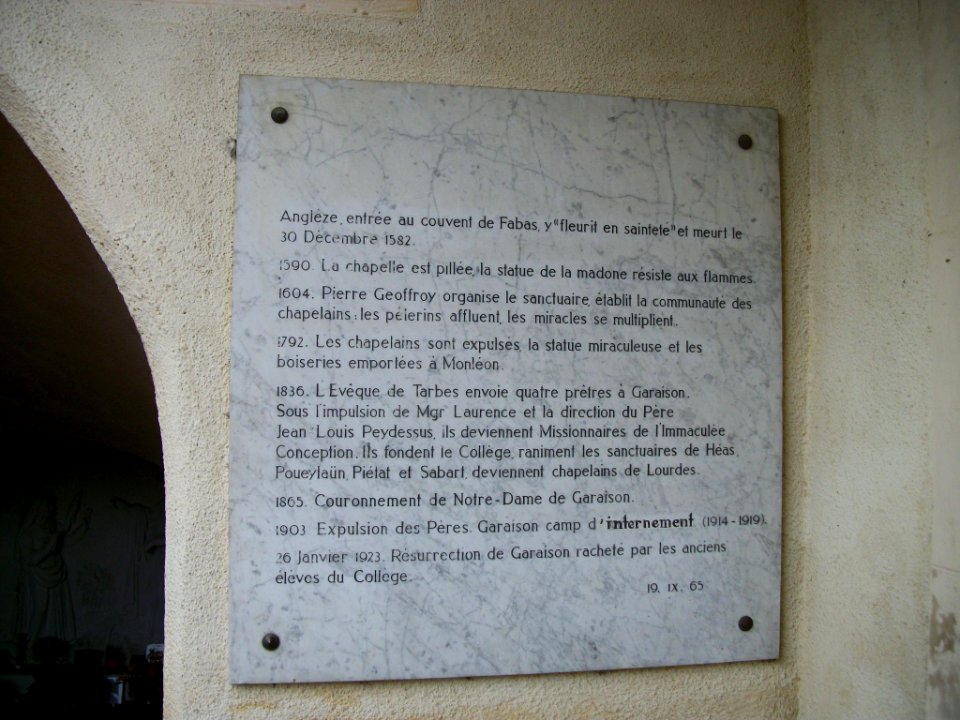 Anglèze, entrée au couvent de Fabas, y "fleurit en sainteté" et meurt le
30 Décembre 1582.
1590. La chapelle est pillée, la statue de la madone résiste aux flammes.
1604. Pierre Geoffroy organise le sanctuaire, établit la communauté des
chapelains : les pélerins affluent, les miracles se multiplient.
1792. Les chapelains sont expulsés, la statue miraculeuse et les
boiseries emportées à Monléon.
1836. L'Evêque de Tarbes envoie quatre prêtres à Garaison.
Sous l'impulsion de Mgr Laurence et la direction du Père
Jean Louis Peydessus, ils deviennent Missionnaires de l'Immaculée
Conception. Ils fondent le Collège, raniment les sanctuaires de Héas,
Poueylaün, Piétat et Sabart, deviennent chapelains de Lourdes.
1865. Couronnement de Notre-Dame de Garaison.
1903 Expulsion des Pères. Garaison camp d'internement (1914-1919).
26 Janvier 1923. Résurrection de Garaison racheté par les anciens
élèves du Collège.
19. IX. 65